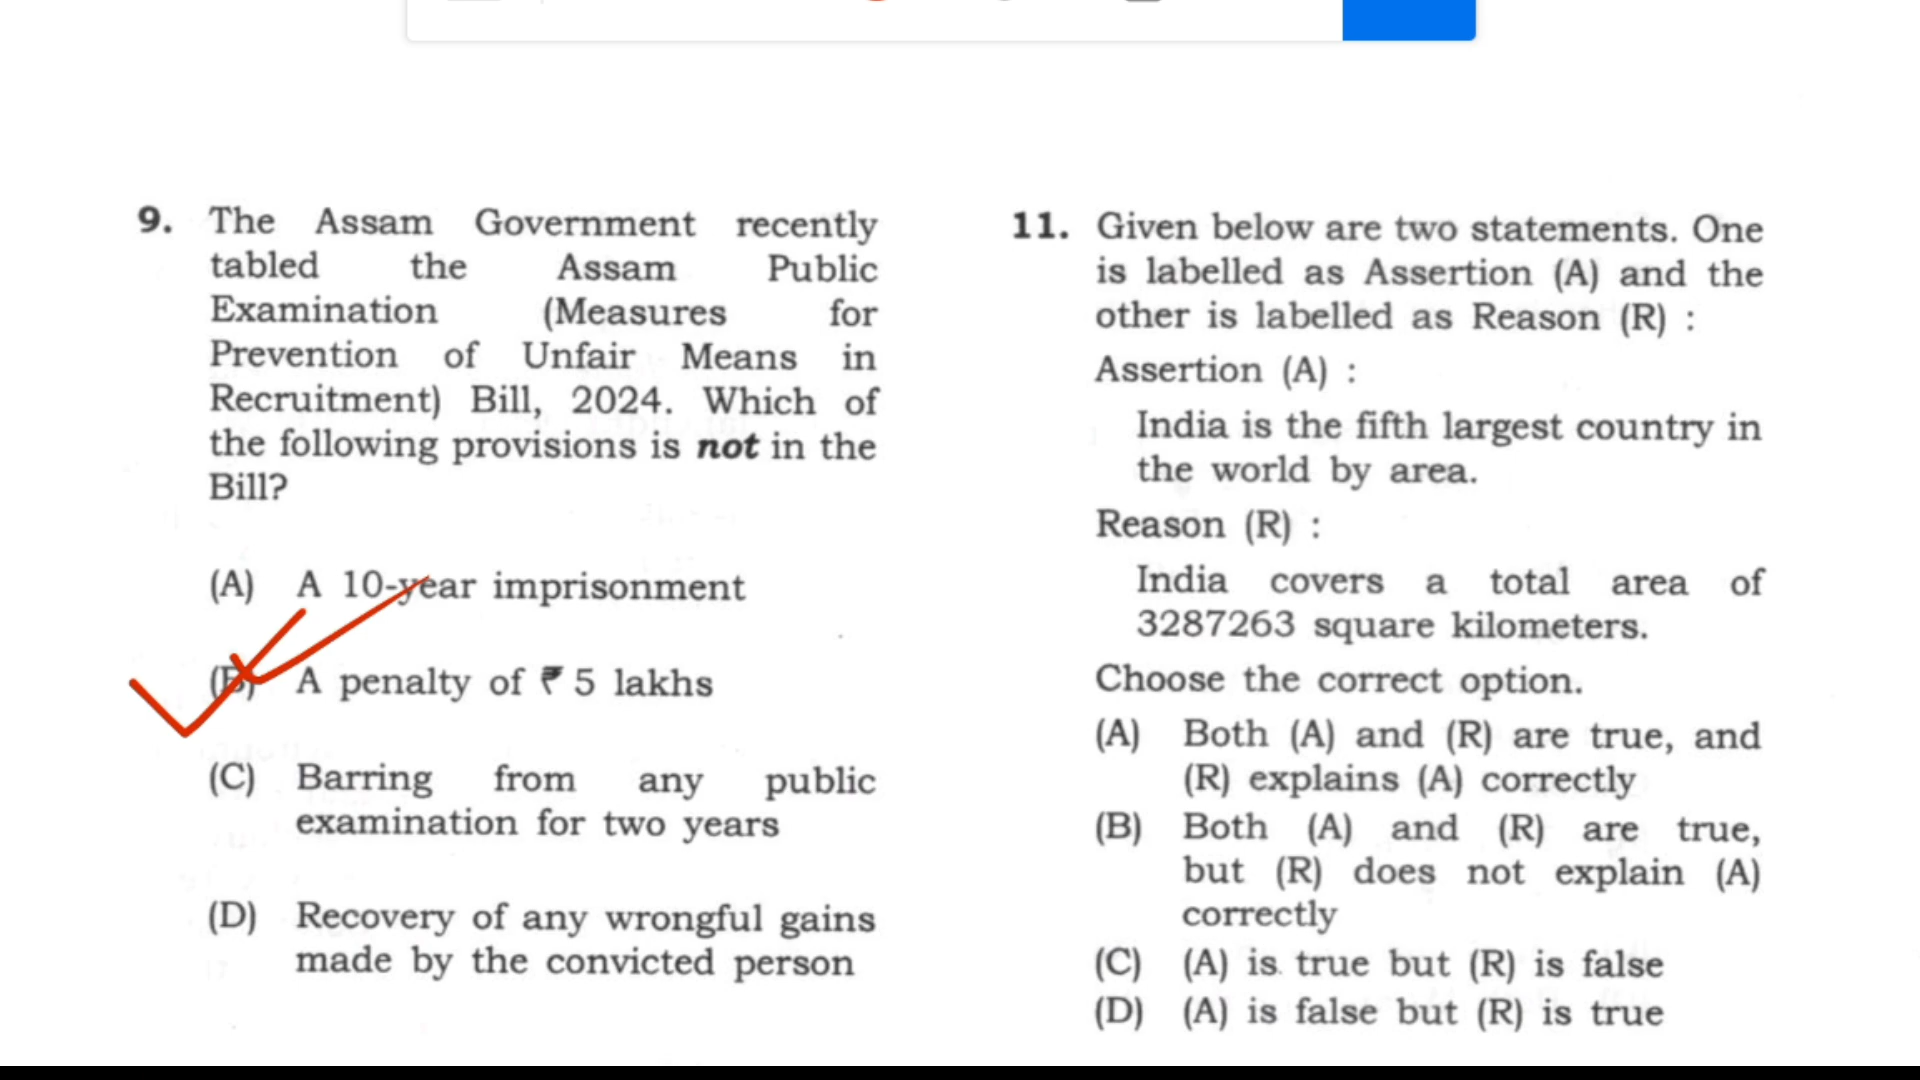 9. The Assam Government recently
tabled the Assam Public
Examination (Measures for
Prevention of Unfair Means in
Recruitment) Bill, 2024. Which of
the following provisions is not in the
Bill?
(A) A 10-year imprisonment
(B) A penalty of ₹ 5 lakhs
(C) Barring from any public
examination for two years
(D) Recovery of any wrongful gains
made by the convicted person
11. Given below are two statements. One
is labelled as Assertion (A) and the
other is labelled as Reason (R) :
Assertion (A) :
India is the fifth largest country in
the world by area.
Reason (R) :
India covers a total area of
3287263 square kilometers.
Choose the correct option.
(A) Both (A) and (R) are true, and
(R) explains (A) correctly
(B) Both (A) and (R) are true,
but (R) does not explain (A)
correctly
(C) (A) is true but (R) is false
(D) (A) is false but (R) is true